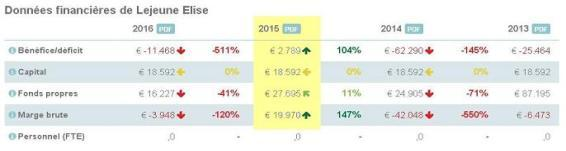 Données financières de Lejeune Elise
2016 PDF 2015 PDF 2014 PDF 2013 PDF
Bénéfice/déficit € -11.468 -511% € 2.789 104% € -62.290 -145% € -25.464
Capital € 18.592 0% € 18.592 0% € 18.592 0% € 18.592
Fonds propres € 16.227 -41% € 27.695 11% € 24.905 -71% € 87.195
Marge brute € -3.948 -120% € 19.970 147% € -42.048 -550% € -6.473
Personnel (FTE) ,0 - ,0 - ,0 - ,0